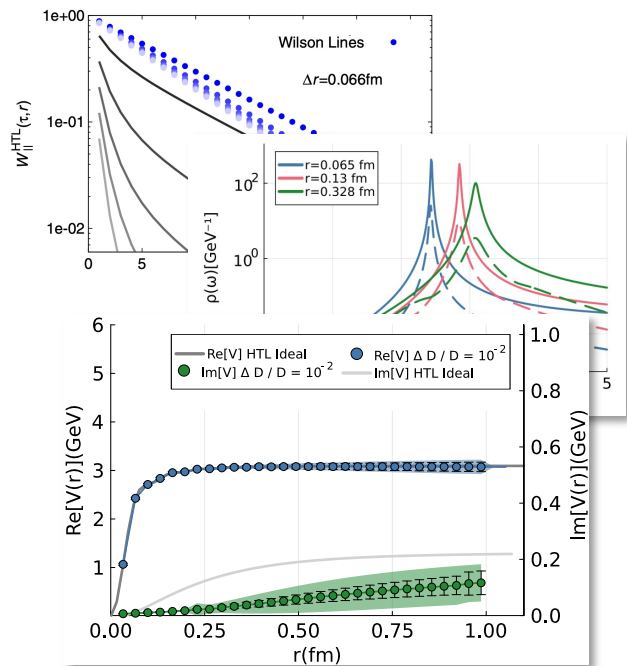 1e+00
Wilson Lines
Δr=0.066fm
W||HTL(τ,r)
1e-01
1e-02
1
5
r=0.065 fm
r=0.13 fm
r=0.328 fm
10²
10⁰
ρ(ω)[GeV⁻¹]
5
6
5
4
3
2
1
Re[V(r)](GeV)
Re[V] HTL Ideal
Re[V] Δ D / D = 10⁻²
Im[V] Δ D / D = 10⁻²
Im[V] HTL Ideal
1.0
0.8
0.6
0.4
0.2
0.0
Im[V(r)](GeV)
0.00 0.25 0.50 0.75 1.00
r(fm)